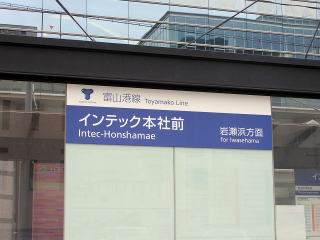 富山港線 Toyamako Line
インテック本社前
Intec-Honshamae
岩瀬浜方面
for Iwasehama